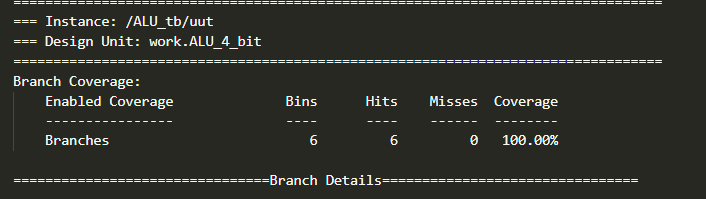 =================================================================================
=== Instance: /ALU_tb/uut
=== Design Unit: work.ALU_4_bit
=================================================================================
Branch Coverage:
    Enabled Coverage              Bins      Hits    Misses  Coverage
    ----------------              ----      ----    ------  --------
    Branches                         6         6         0   100.00%
================================Branch Details================================